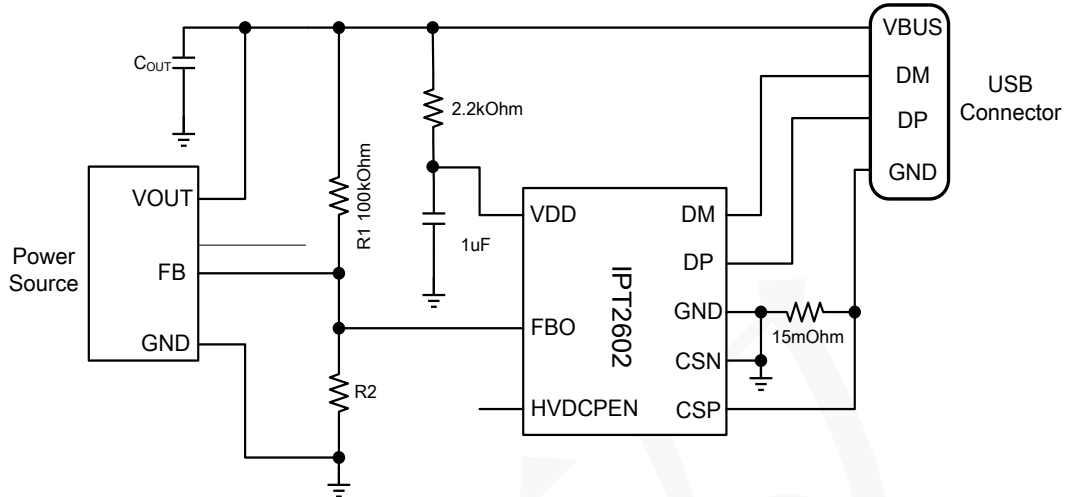 VBUS
DM
DP
GND
USB
Connector
C_OUT
2.2kOhm
R1 100kOhm
1uF
Power
Source
VOUT
FB
GND
R2
VDD
FBO
HVDCPEN
IPT2602
DM
DP
GND
CSN
CSP
15mOhm